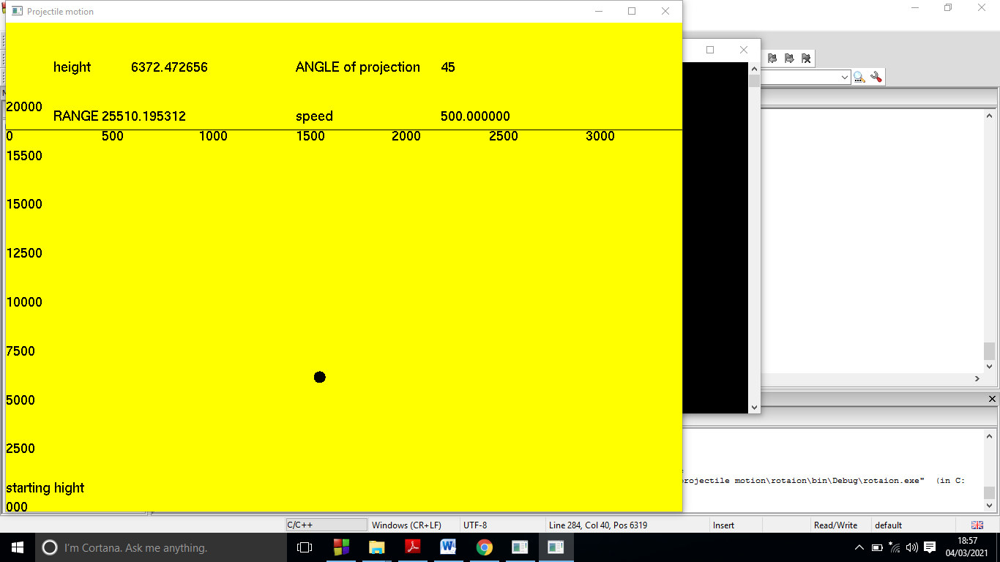 Projectile motion
height 6372.472656 ANGLE of projection 45
20000
RANGE 25510.195312 speed 500.000000
0 500 1000 1500 2000 2500 3000
15500
15000
12500
10000
7500
5000
2500
projectile motion\rotaion\bin\Debug\rotaion.exe" (in C:
starting hight
000
C/C++ Windows (CR+LF) UTF-8 Line 284, Col 40, Pos 6319 Insert Read/Write default
I'm Cortana. Ask me anything.
18:57
04/03/2021